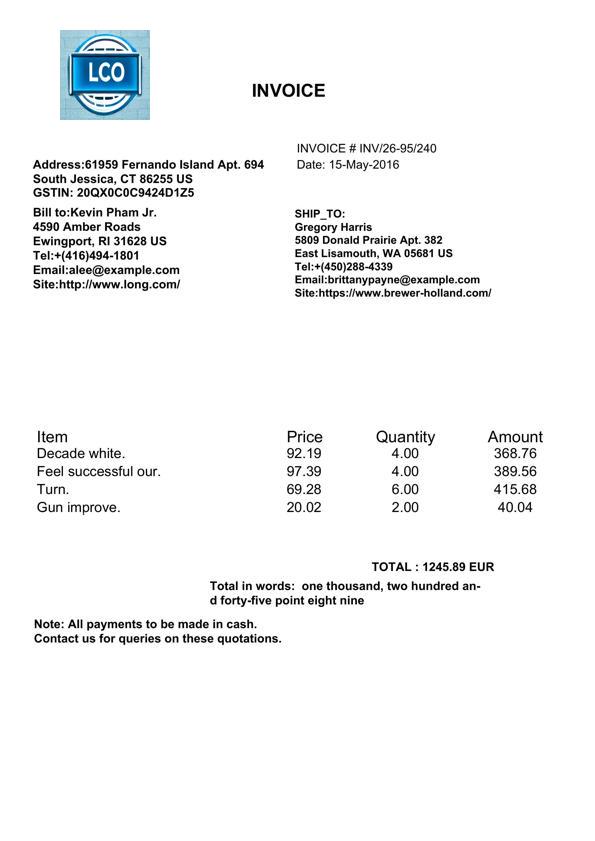 LCO
INVOICE
INVOICE # INV/26-95/240
Date: 15-May-2016
Address:61959 Fernando Island Apt. 694
South Jessica, CT 86255 US
GSTIN: 20QX0C0C9424D1Z5
Bill to:Kevin Pham Jr.
4590 Amber Roads
Ewingport, RI 31628 US
Tel:+(416)494-1801
Email:alee@example.com
Site:http://www.long.com/
SHIP_TO:
Gregory Harris
5809 Donald Prairie Apt. 382
East Lisamouth, WA 05681 US
Tel:+(450)288-4339
Email:brittanypayne@example.com
Site:https://www.brewer-holland.com/
Item Price Quantity Amount
Decade white. 92.19 4.00 368.76
Feel successful our. 97.39 4.00 389.56
Turn. 69.28 6.00 415.68
Gun improve. 20.02 2.00 40.04
TOTAL : 1245.89 EUR
Total in words:  one thousand, two hundred an-
d forty-five point eight nine
Note: All payments to be made in cash.
Contact us for queries on these quotations.